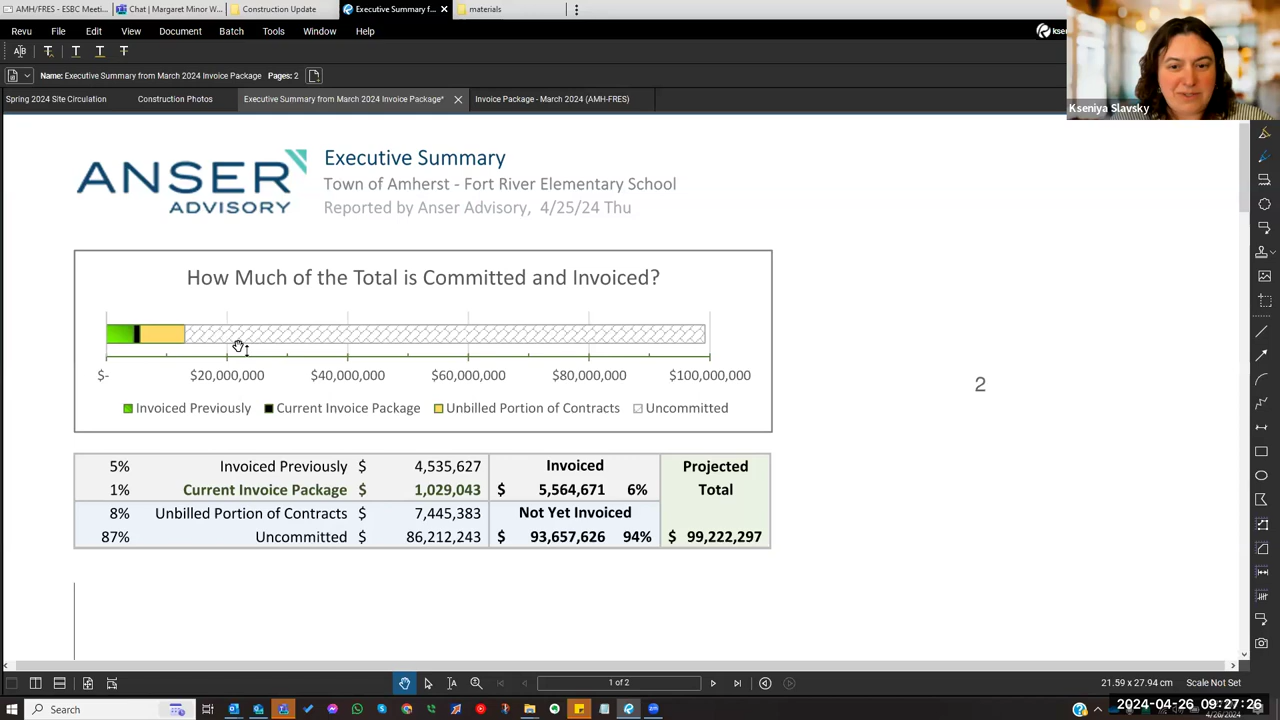 AMH/FRES - ESBC Meeti...
Chat | Margaret Minor W...
Construction Update
Executive Summary f...
materials
Revu File Edit View Document Batch Tools Window Help
Name: Executive Summary from March 2024 Invoice Package Pages: 2
Kseniya Slavsky
Spring 2024 Site Circulation
Construction Photos
Executive Summary from March 2024 Invoice Package*
Invoice Package - March 2024 (AMH-FRES)
ANSER
ADVISORY
Executive Summary
Town of Amherst - Fort River Elementary School
Reported by Anser Advisory, 4/25/24 Thu
How Much of the Total is Committed and Invoiced?
$- $20,000,000 $40,000,000 $60,000,000 $80,000,000 $100,000,000
Invoiced Previously Current Invoice Package Unbilled Portion of Contracts Uncommitted
2
5% Invoiced Previously $ 4,535,627 Invoiced Projected
1% Current Invoice Package $ 1,029,043 $ 5,564,671 6% Total
8% Unbilled Portion of Contracts $ 7,445,383 Not Yet Invoiced
87% Uncommitted $ 86,212,243 $ 93,657,626 94% $ 99,222,297
1 of 2
21.59 x 27.94 cm Scale Not Set
Search
2024-04-26 09:27:26
4/26/2024